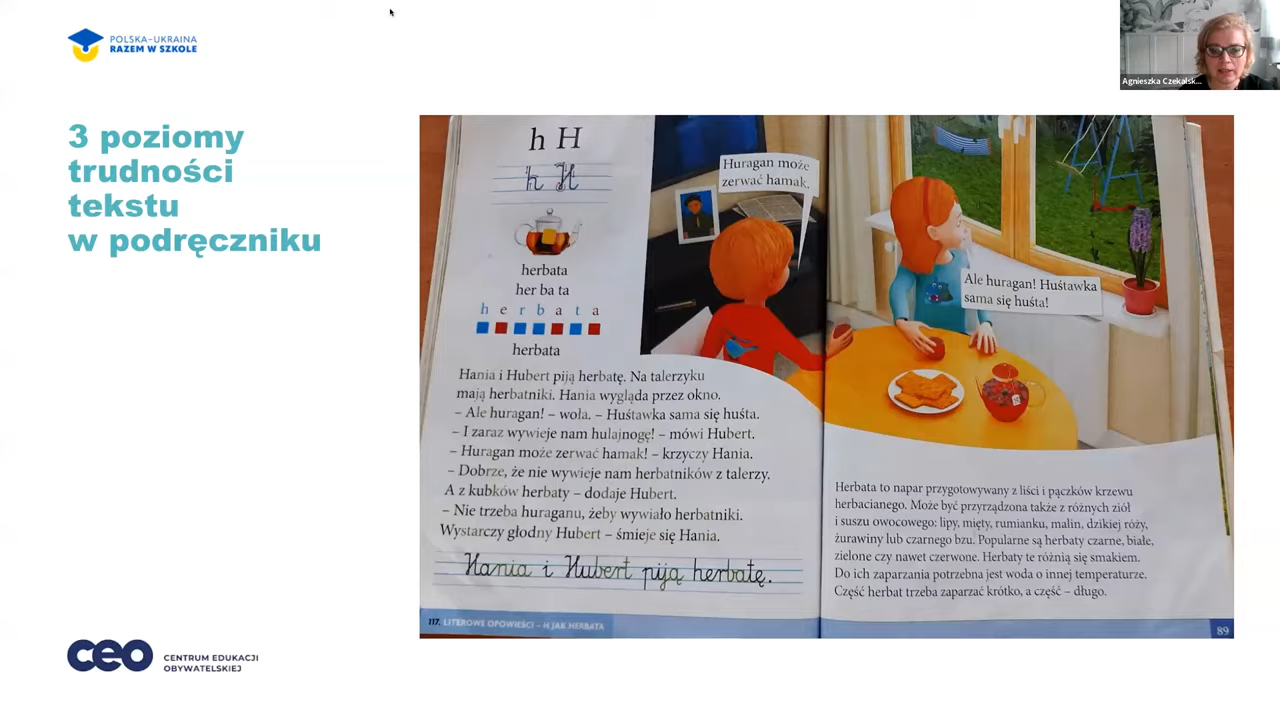 POLSKA-UKRAINA
RAZEM W SZKOLE
Agnieszka Czekalsk...
3 poziomy
trudności
tekstu
w podręczniku
h H
h H
herbata
her ba ta
h e r b a t a
herbata
Huragan może
zerwać hamak.
Ale huragan! Huśtawka
sama się huśta!
Hania i Hubert piją herbatę. Na talerzyku
mają herbatniki. Hania wygląda przez okno.
– Ale huragan! – woła. – Huśtawka sama się huśta.
– I zaraz wywieje nam hulajnogę! – mówi Hubert.
– Huragan może zerwać hamak! – krzyczy Hania.
– Dobrze, że nie wywieje nam herbatników z talerzy.
A z kubków herbaty – dodaje Hubert.
– Nie trzeba huraganu, żeby wywiało herbatniki.
Wystarczy głodny Hubert – śmieje się Hania.
Hania i Hubert piją herbatę.
117. LITEROWE OPOWIEŚCI – H JAK HERBATA
Herbata to napar przygotowywany z liści i pączków krzewu
herbacianego. Może być przyrządzona także z różnych ziół
i suszu owocowego: lipy, mięty, rumianku, malin, dzikiej róży,
żurawiny lub czarnego bzu. Popularne są herbaty czarne, białe,
zielone czy nawet czerwone. Herbaty te różnią się smakiem.
Do ich zaparzania potrzebna jest woda o innej temperaturze.
Część herbat trzeba zaparzać krótko, a część – długo.
89
ceo
CENTRUM EDUKACJI
OBYWATELSKIEJ